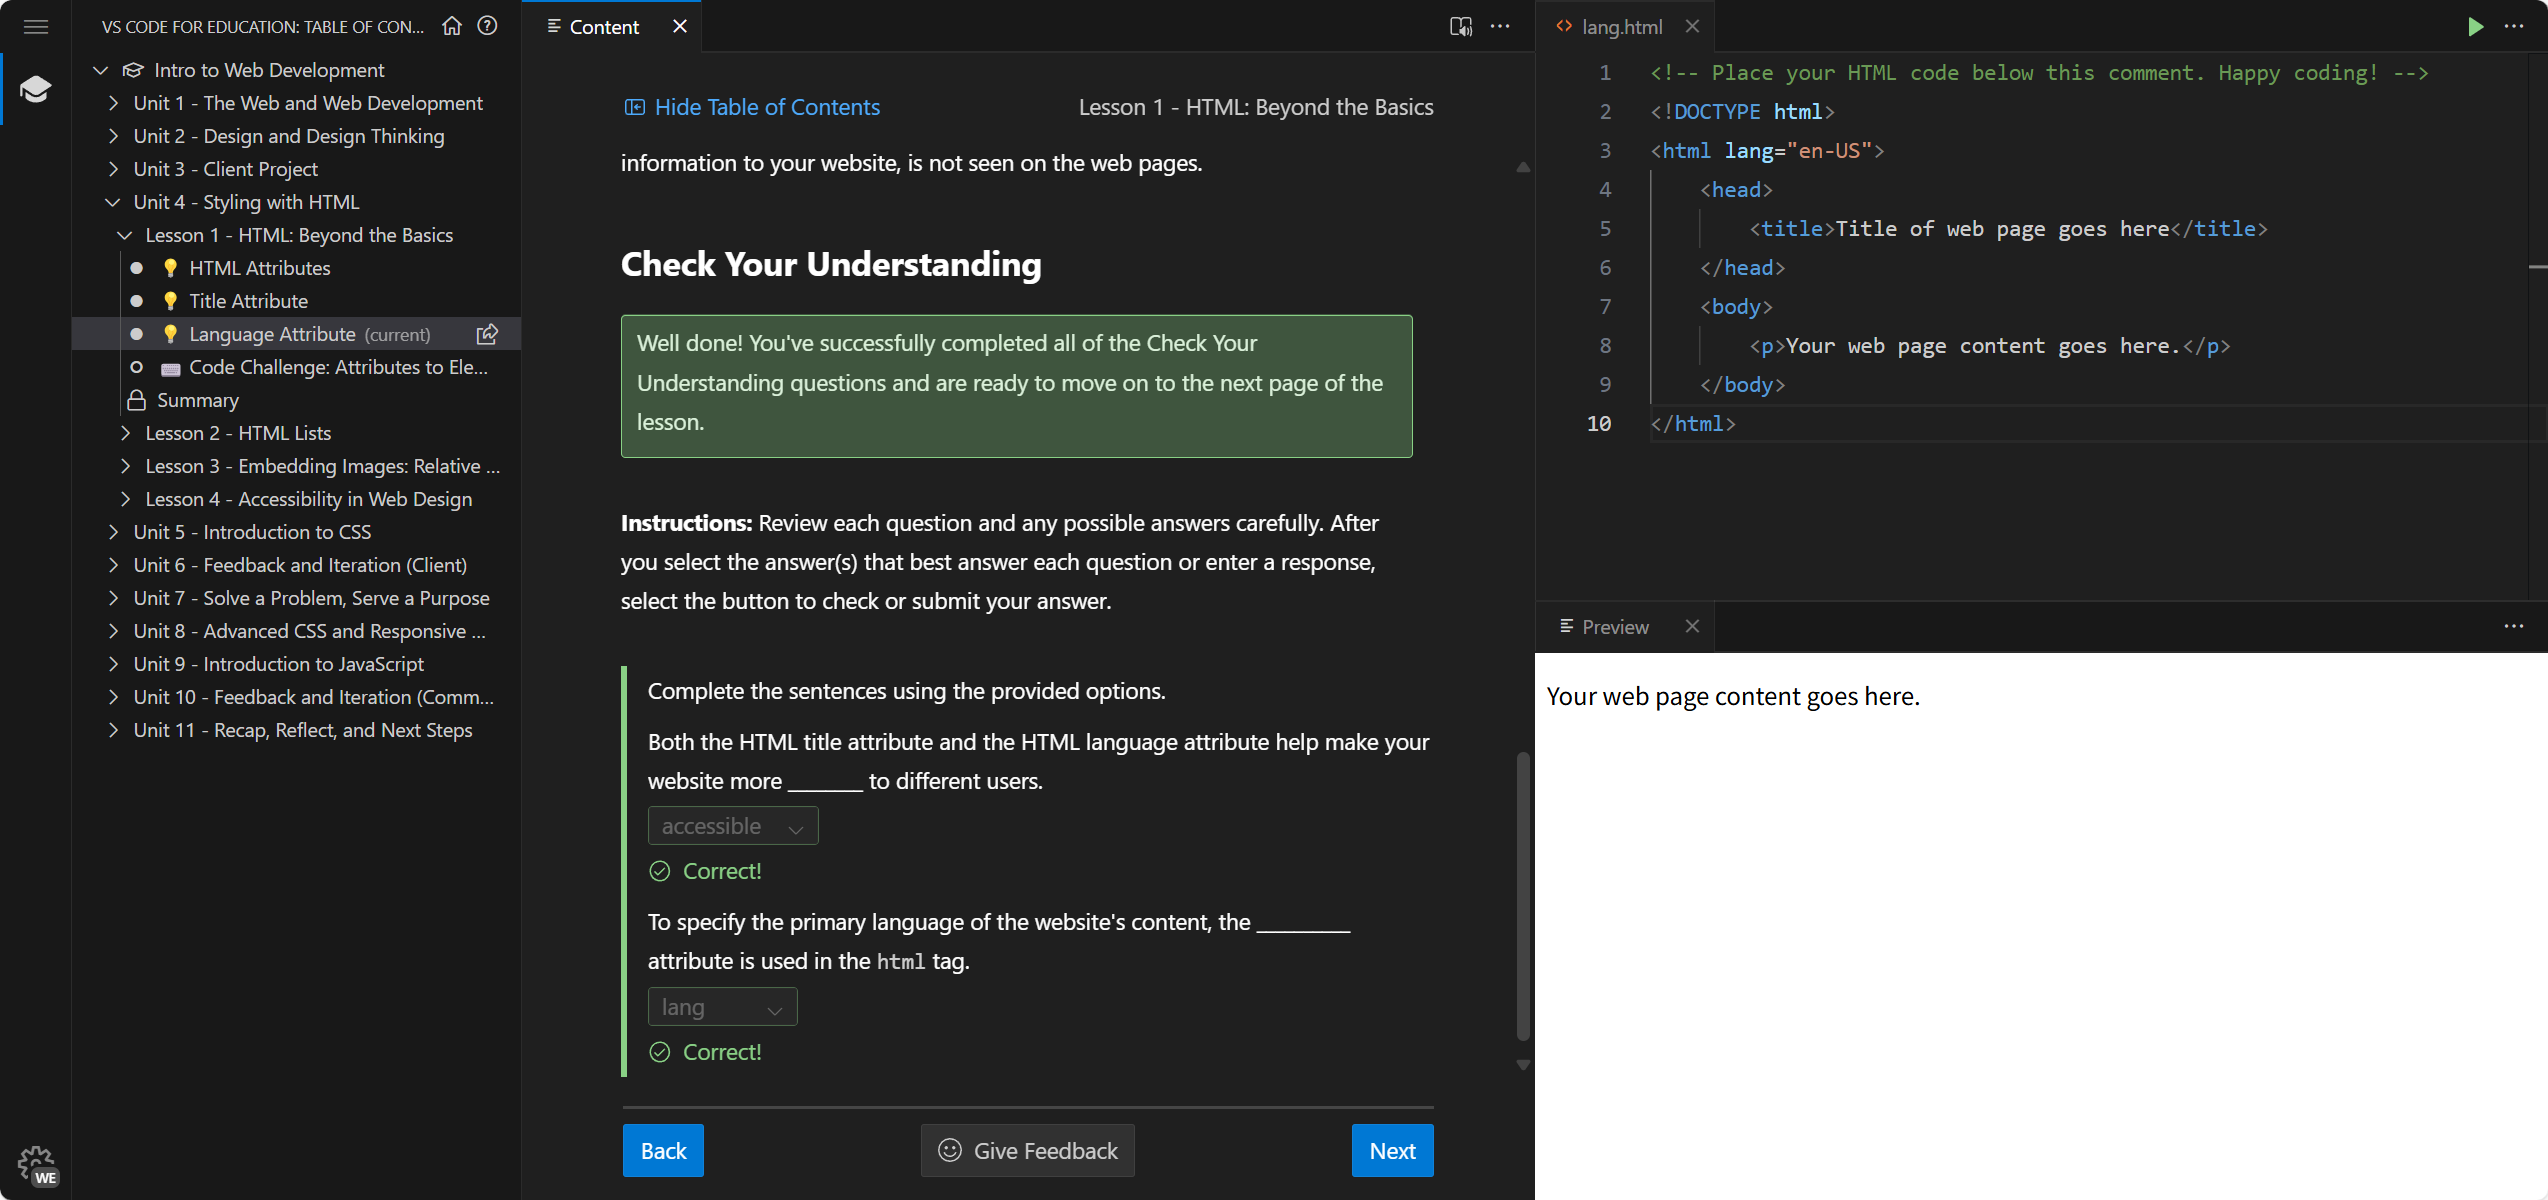 VS CODE FOR EDUCATION: TABLE OF CON...
Intro to Web Development
Unit 1 - The Web and Web Development
Unit 2 - Design and Design Thinking
Unit 3 - Client Project
Unit 4 - Styling with HTML
Lesson 1 - HTML: Beyond the Basics
HTML Attributes
Title Attribute
Language Attribute (current)
Code Challenge: Attributes to Ele...
Summary
Lesson 2 - HTML Lists
Lesson 3 - Embedding Images: Relative ...
Lesson 4 - Accessibility in Web Design
Unit 5 - Introduction to CSS
Unit 6 - Feedback and Iteration (Client)
Unit 7 - Solve a Problem, Serve a Purpose
Unit 8 - Advanced CSS and Responsive ...
Unit 9 - Introduction to JavaScript
Unit 10 - Feedback and Iteration (Comm...
Unit 11 - Recap, Reflect, and Next Steps
WE
Content
Hide Table of Contents
Lesson 1 - HTML: Beyond the Basics
information to your website, is not seen on the web pages.
Check Your Understanding
Well done! You've successfully completed all of the Check Your
Understanding questions and are ready to move on to the next page of the
lesson.
Instructions: Review each question and any possible answers carefully. After
you select the answer(s) that best answer each question or enter a response,
select the button to check or submit your answer.
Complete the sentences using the provided options.
Both the HTML title attribute and the HTML language attribute help make your
website more ______ to different users.
accessible
Correct!
To specify the primary language of the website's content, the ________
attribute is used in the html tag.
lang
Correct!
Back
Give Feedback
Next
lang.html
1 <!-- Place your HTML code below this comment. Happy coding! -->
2 <!DOCTYPE html>
3 <html lang="en-US">
4 <head>
5 <title>Title of web page goes here</title>
6 </head>
7 <body>
8 <p>Your web page content goes here.</p>
9 </body>
10 </html>
Preview
Your web page content goes here.